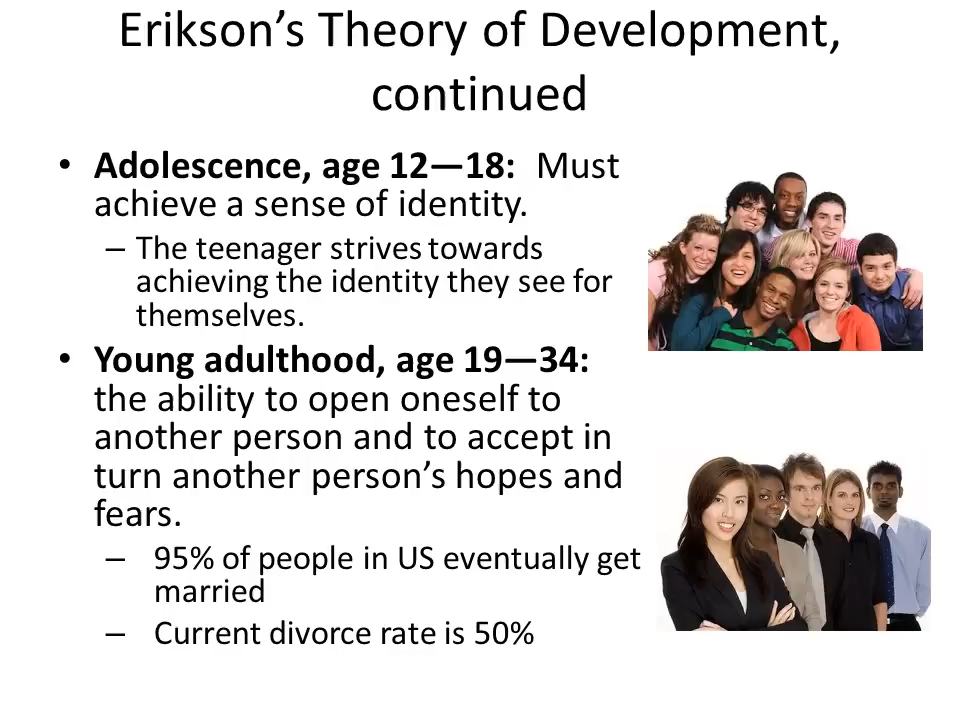 Erikson’s Theory of Development,
continued
• Adolescence, age 12—18:  Must
achieve a sense of identity.
– The teenager strives towards
achieving the identity they see for
themselves.
• Young adulthood, age 19—34:
the ability to open oneself to
another person and to accept in
turn another person’s hopes and
fears.
– 95% of people in US eventually get
married
– Current divorce rate is 50%